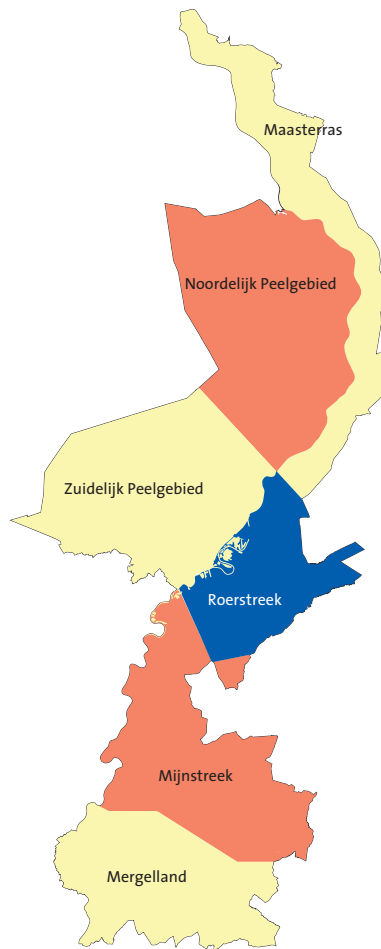 Maasterras
Noordelijk Peelgebied
Zuidelijk Peelgebied
Roerstreek
Mijnstreek
Mergelland